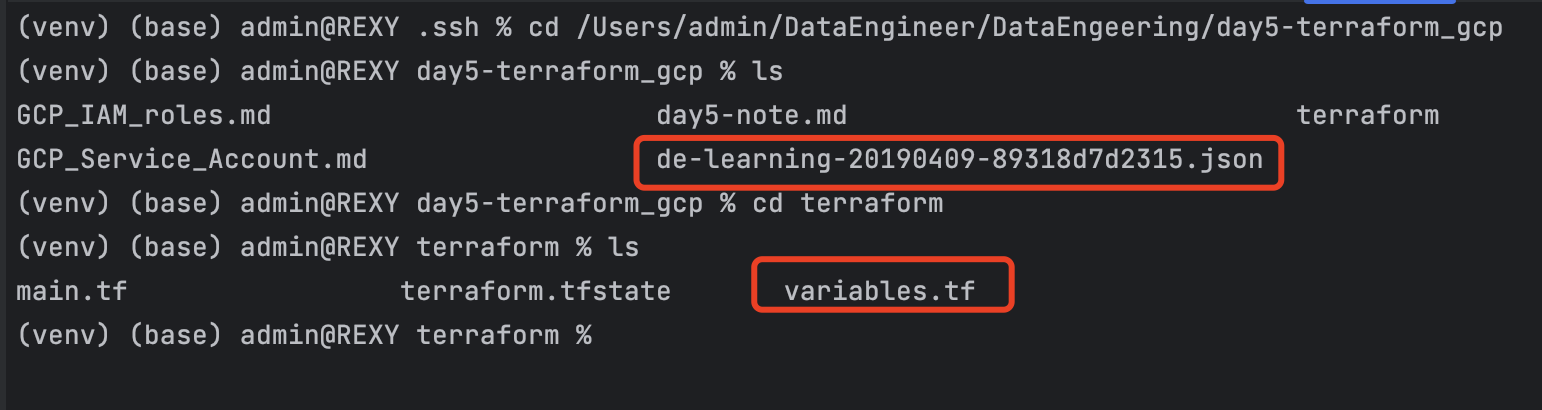 (venv) (base) admin@REXY .ssh % cd /Users/admin/DataEngineer/DataEngeering/day5-terraform_gcp
(venv) (base) admin@REXY day5-terraform_gcp % ls
GCP_IAM_roles.md day5-note.md terraform
GCP_Service_Account.md de-learning-20190409-89318d7d2315.json
(venv) (base) admin@REXY day5-terraform_gcp % cd terraform
(venv) (base) admin@REXY terraform % ls
main.tf terraform.tfstate variables.tf
(venv) (base) admin@REXY terraform %